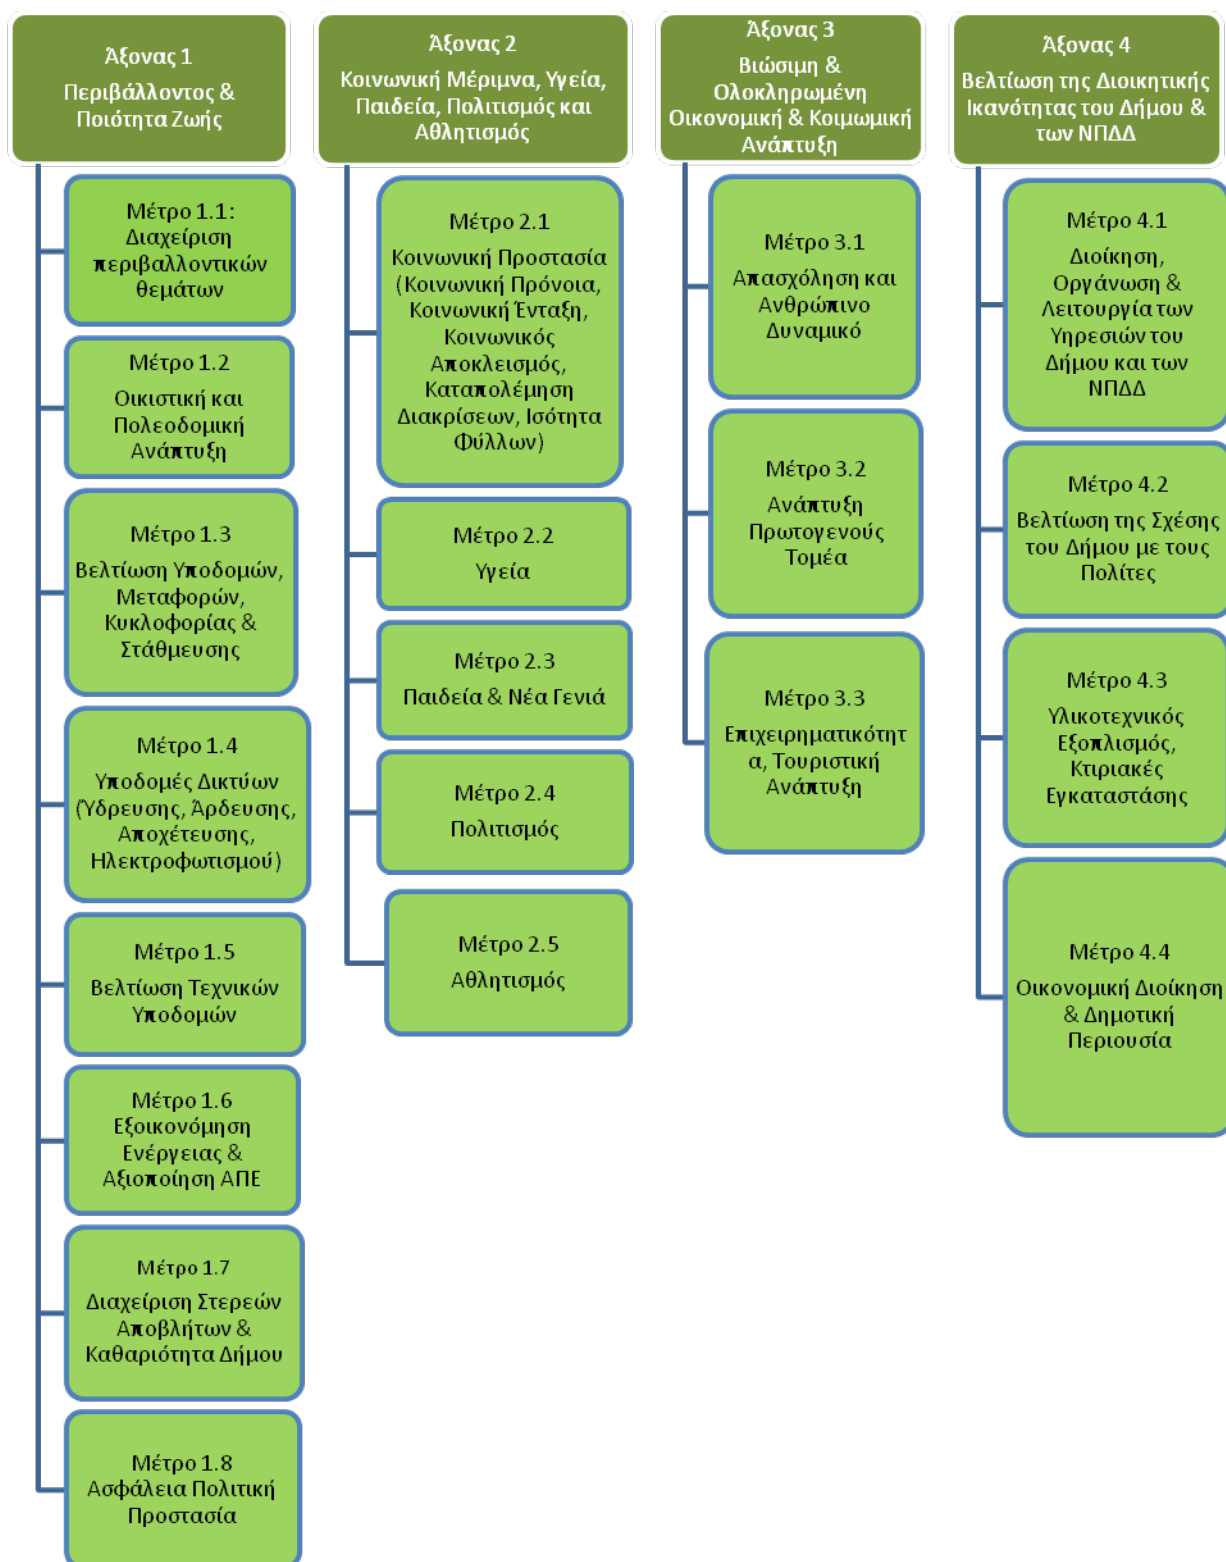 Άξονας 1
Περιβάλλοντος &
Ποιότητα Ζωής
Μέτρο 1.1:
Διαχείριση
περιβαλλοντικών
θεμάτων
Μέτρο 1.2
Οικιστική και
Πολεοδομική
Ανάπτυξη
Μέτρο 1.3
Βελτίωση Υποδομών,
Μεταφορών,
Κυκλοφορίας &
Στάθμευσης
Μέτρο 1.4
Υποδομές Δικτύων
(Ύδρευσης, Άρδευσης,
Αποχέτευσης,
Ηλεκτροφωτισμού)
Μέτρο 1.5
Βελτίωση Τεχνικών
Υποδομών
Μέτρο 1.6
Εξοικονόμηση
Ενέργειας &
Αξιοποίηση ΑΠΕ
Μέτρο 1.7
Διαχείριση Στερεών
Αποβλήτων &
Καθαριότητα Δήμου
Μέτρο 1.8
Ασφάλεια Πολιτική
Προστασία
Άξονας 2
Κοινωνική Μέριμνα, Υγεία,
Παιδεία, Πολιτισμός και
Αθλητισμός
Μέτρο 2.1
Κοινωνική Προστασία
(Κοινωνική Πρόνοια,
Κοινωνική Ένταξη,
Κοινωνικός
Αποκλεισμός,
Καταπολέμηση
Διακρίσεων, Ισότητα
Φύλλων)
Μέτρο 2.2
Υγεία
Μέτρο 2.3
Παιδεία & Νέα Γενιά
Μέτρο 2.4
Πολιτισμός
Μέτρο 2.5
Αθλητισμός
Άξονας 3
Βιώσιμη &
Ολοκληρωμένη
Οικονομική & Κοιμωμική
Ανάπτυξη
Μέτρο 3.1
Απασχόληση και
Ανθρώπινο
Δυναμικό
Μέτρο 3.2
Ανάπτυξη
Πρωτογενούς
Τομέα
Μέτρο 3.3
Επιχειρηματικότητ
α, Τουριστική
Ανάπτυξη
Άξονας 4
Βελτίωση της Διοικητικής
Ικανότητας του Δήμου &
των ΝΠΔΔ
Μέτρο 4.1
Διοίκηση,
Οργάνωση &
Λειτουργία των
Υηρεσιών του
Δήμου και των
ΝΠΔΔ
Μέτρο 4.2
Βελτίωση της Σχέσης
του Δήμου με τους
Πολίτες
Μέτρο 4.3
Υλικοτεχνικός
Εξοπλισμός,
Κτιριακές
Εγκαταστάσης
Μέτρο 4.4
Οικονομική Διοίκηση
& Δημοτική
Περιουσία